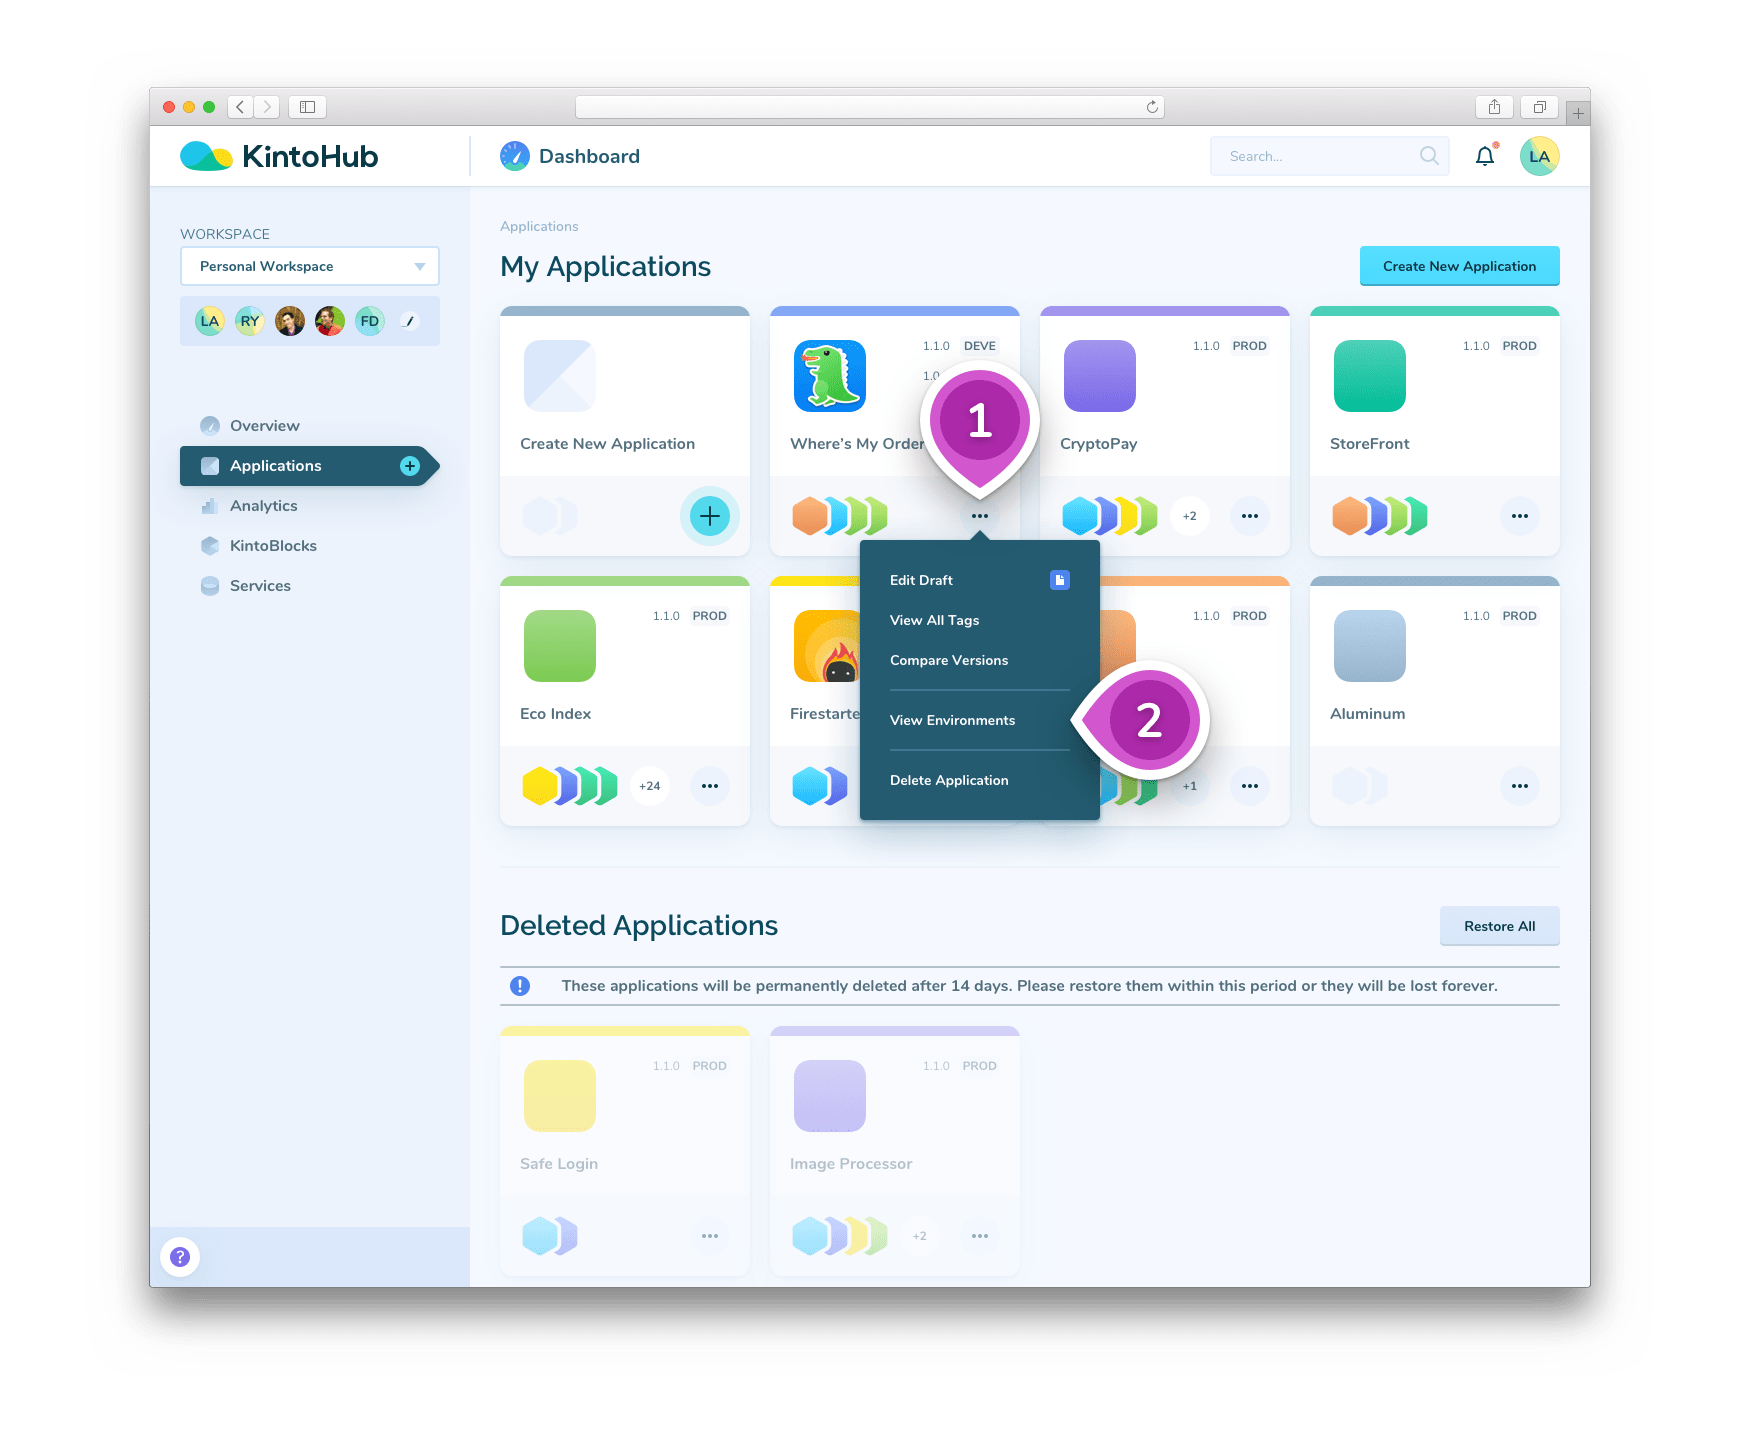 KintoHub
Dashboard
Search...
LA
WORKSPACE
Personal Workspace
LA RY FD
Overview
Applications
Analytics
KintoBlocks
Services
Applications
My Applications
Create New Application
Create New Application
1.1.0 DEVE
1.0
Where's My Order
1
1.1.0 PROD
CryptoPay
+2
1.1.0 PROD
StoreFront
Edit Draft
View All Tags
Compare Versions
View Environments
Delete Application
2
1.1.0 PROD
Eco Index
+24
Firestarte
1.1.0 PROD
+1
1.1.0 PROD
Aluminum
Deleted Applications
Restore All
! These applications will be permanently deleted after 14 days. Please restore them within this period or they will be lost forever.
1.1.0 PROD
Safe Login
1.1.0 PROD
Image Processor
+2
?